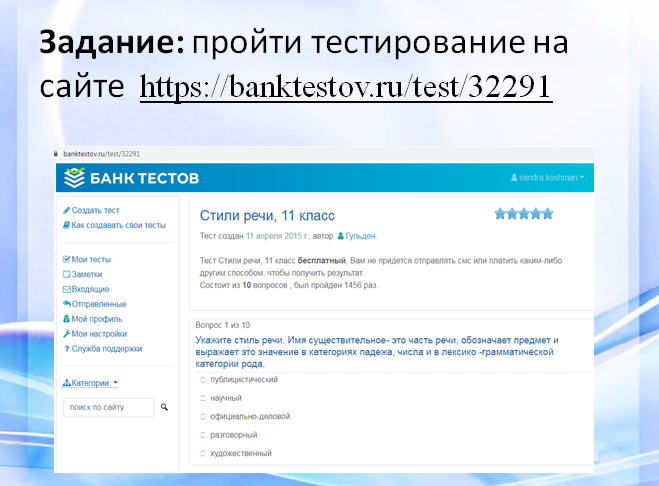 Задание: пройти тестирование на
сайте https://banktestov.ru/test/32291
banktestov.ru/test/32291
БАНК ТЕСТОВ
sandra.koshman
Создать тест
Как создавать свои тесты
Мои тесты
Заметки
Входящие
Отправленные
Мой профиль
Мои настройки
? Служба поддержки
Категории:
поиск по сайту
Стили речи, 11 класс
Тест создан 11 апреля 2015 г., автор Гульден.
Тест Стили речи, 11 класс бесплатный, Вам не придется отправлять смс или платить каким-либо
другим способом, чтобы получить результат.
Состоит из 10 вопросов , был пройден 1456 раз.
Вопрос 1 из 10
Укажите стиль речи. Имя существительное- это часть речи, обозначает предмет и
выражает это значение в категориях падежа, числа и в лексико -грамматической
категории рода.
публицистический
научный
официально-деловой
разговорный
художественный